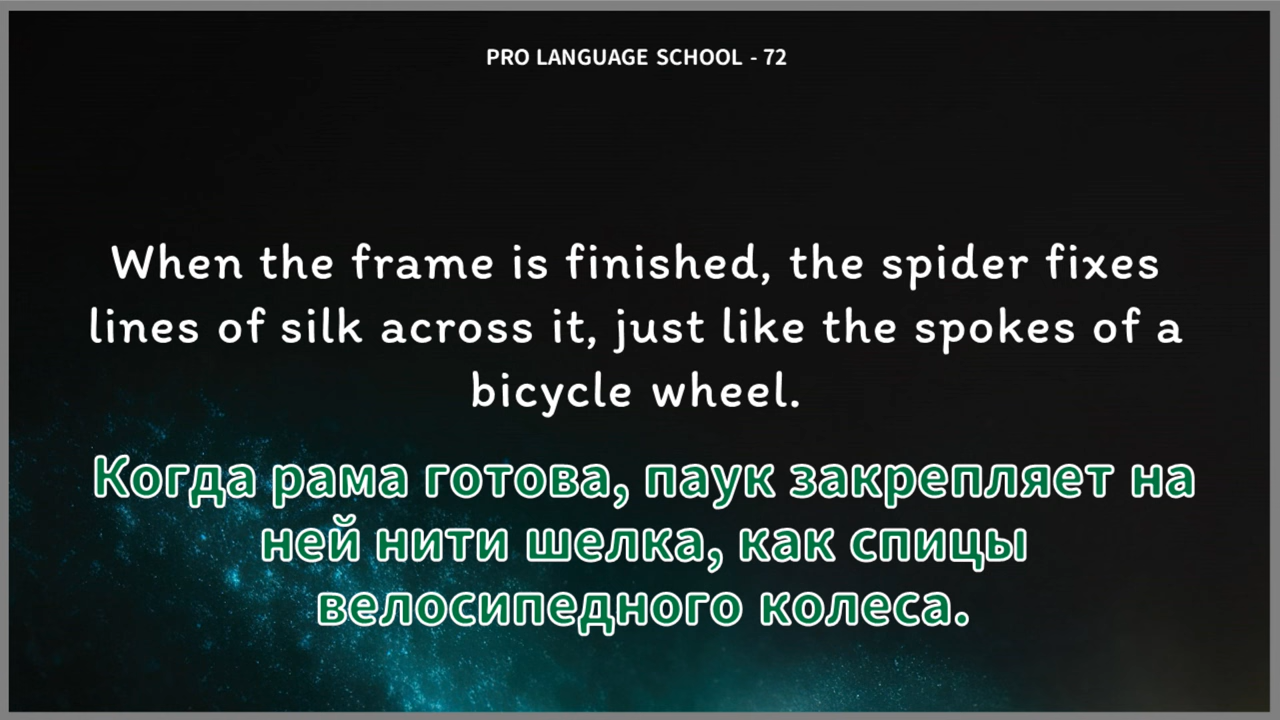 PRO LANGUAGE SCHOOL - 72
When the frame is finished, the spider fixes
lines of silk across it, just like the spokes of a
bicycle wheel.
Когда рама готова, паук закрепляет на
ней нити шелка, как спицы
велосипедного колеса.